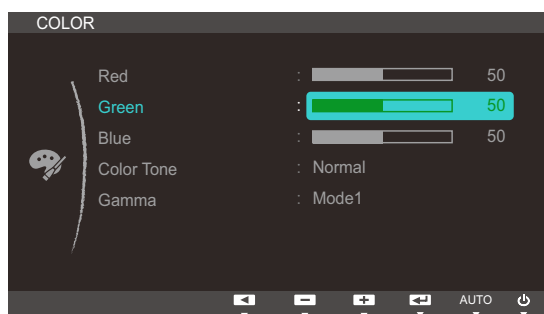 COLOR
Red : 50
Green : 50
Blue : 50
Color Tone : Normal
Gamma : Mode1
AUTO